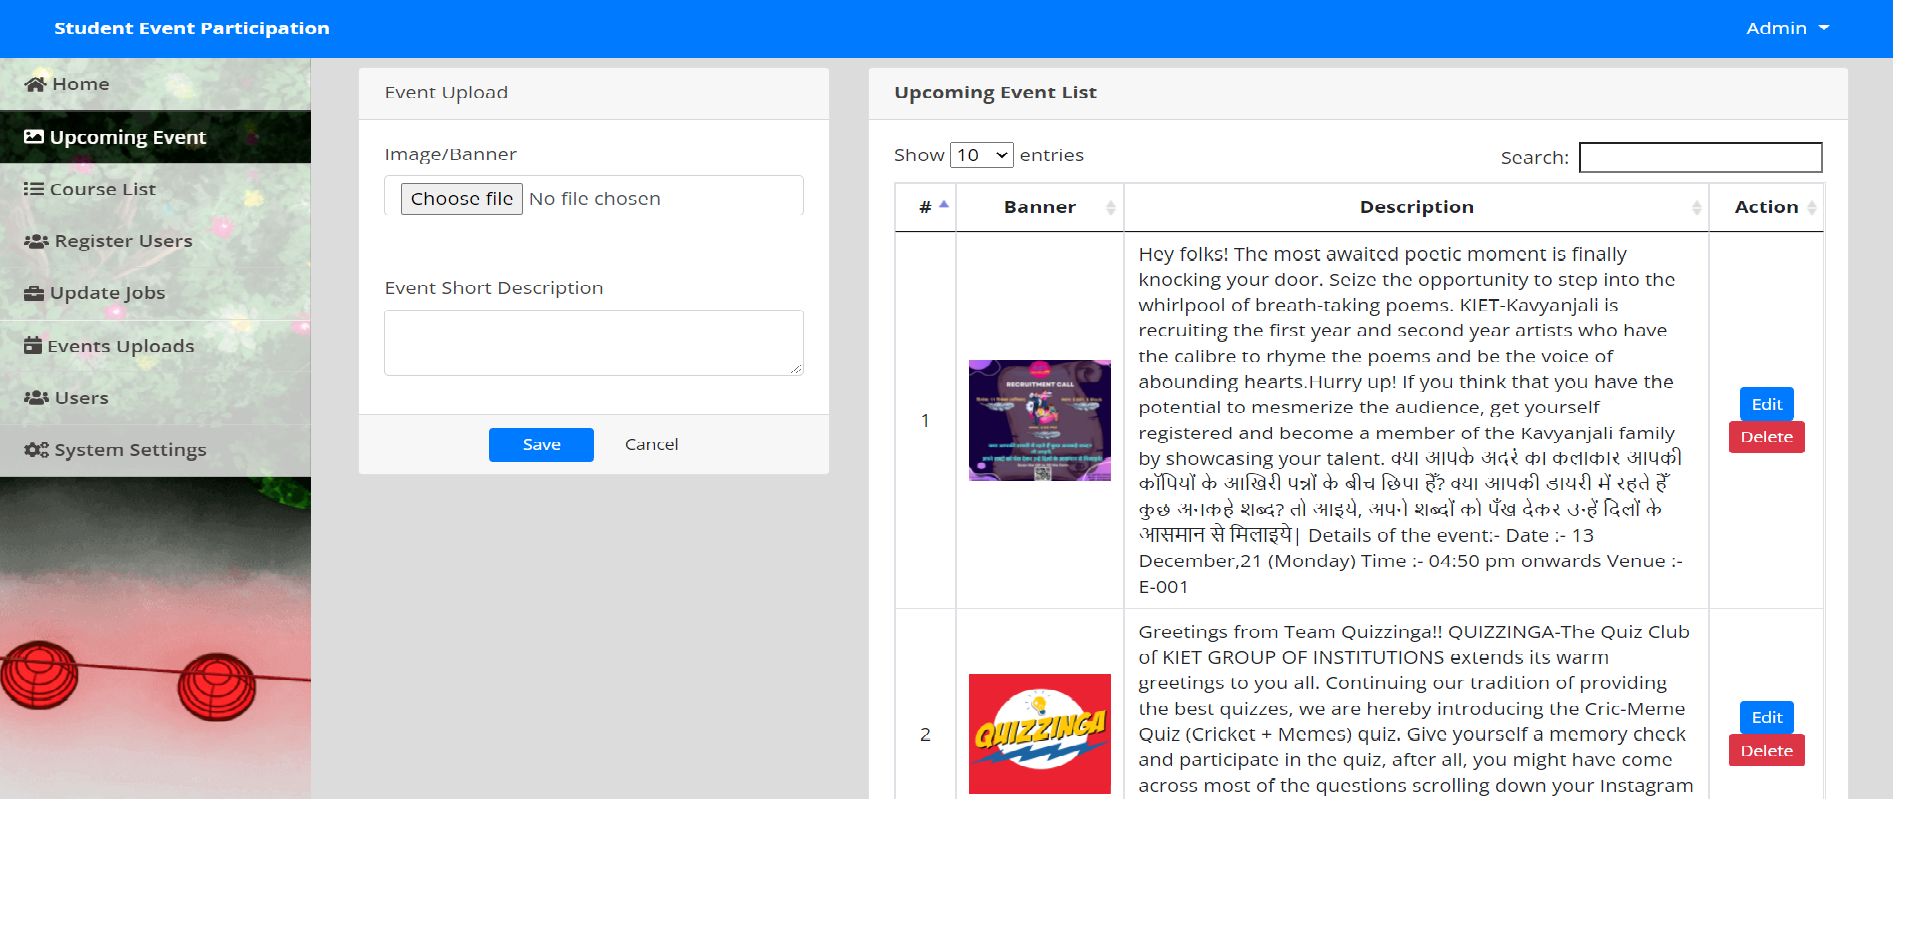 Student Event Participation
Admin
Home
Upcoming Event
Course List
Register Users
Update Jobs
Events Uploads
Users
System Settings
Event Upload
Image/Banner
Choose file No file chosen
Event Short Description
Save Cancel
Upcoming Event List
Show 10 entries
Search:
# Banner Description Action
1
RECRUITMENT CALL
Hey folks! The most awaited poetic moment is finally
knocking your door. Seize the opportunity to step into the
whirlpool of breath-taking poems. KIET-Kavyanjali is
recruiting the first year and second year artists who have
the calibre to rhyme the poems and be the voice of
abounding hearts.Hurry up! If you think that you have the
potential to mesmerize the audience, get yourself
registered and become a member of the Kavyanjali family
by showcasing your talent. क्या आपके अंदर का कलाकार आपकी
कॉपियों के आखिरी पन्नों के बीच छिपा हैं? क्या आपकी डायरी में रहते हैं
कुछ अनकहे शब्द? तो आइये, अपने शब्दों को पँख देकर उन्हें दिलों के
आसमान से मिलाइये| Details of the event:- Date :- 13
December,21 (Monday) Time :- 04:50 pm onwards Venue :-
E-001
Edit
Delete
2
QUIZZINGA
Greetings from Team Quizzinga!! QUIZZINGA-The Quiz Club
of KIET GROUP OF INSTITUTIONS extends its warm
greetings to you all. Continuing our tradition of providing
the best quizzes, we are hereby introducing the Cric-Meme
Quiz (Cricket + Memes) quiz. Give yourself a memory check
and participate in the quiz, after all, you might have come
across most of the questions scrolling down your Instagram
Edit
Delete